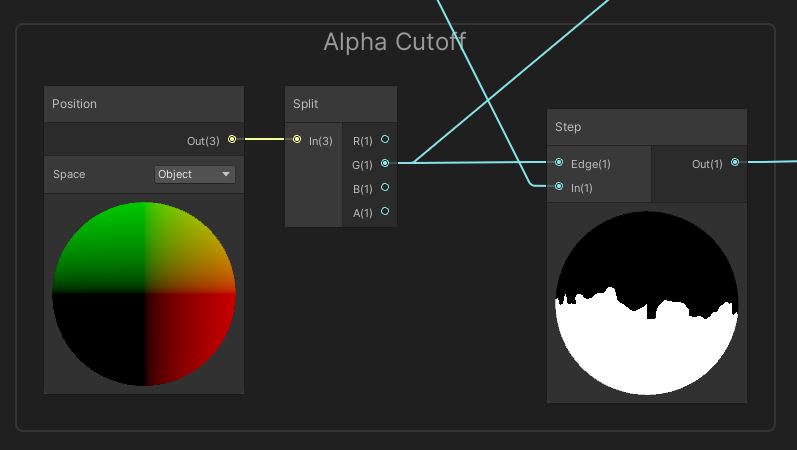 Alpha Cutoff
Position
Out(3)
Space
Object
Split
In(3)
R(1)
G(1)
B(1)
A(1)
Step
Edge(1)
In(1)
Out(1)